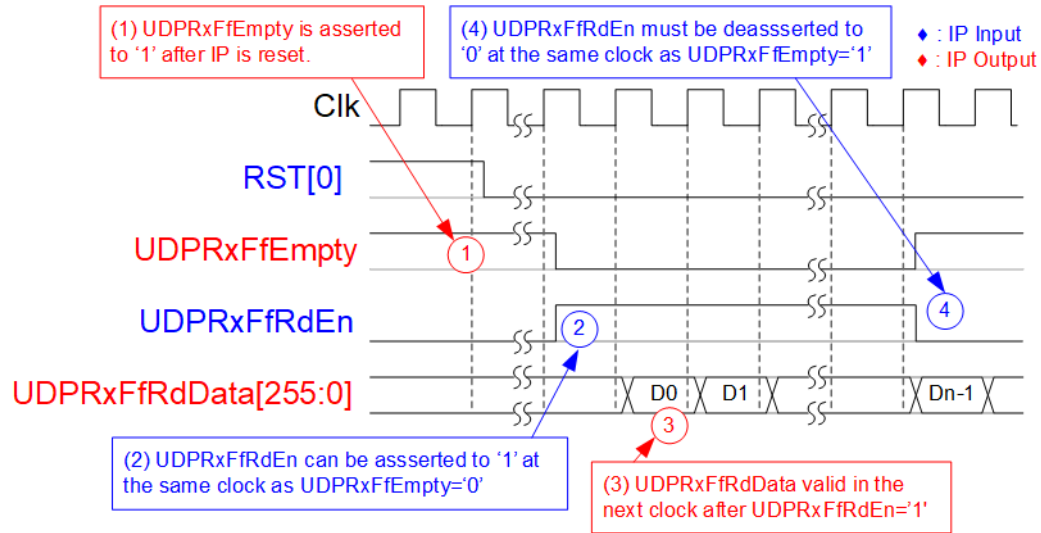 (1) UDPRxFfEmpty is asserted
to ‘1’ after IP is reset.
(4) UDPRxFfRdEn must be deassserted to
‘0’ at the same clock as UDPRxFfEmpty=‘1’
♦ : IP Input
♦ : IP Output
Clk
RST[0]
UDPRxFfEmpty
1
4
UDPRxFfRdEn
2
UDPRxFfRdData[255:0]
D0
D1
Dn-1
3
(2) UDPRxFfRdEn can be assserted to ‘1’ at
the same clock as UDPRxFfEmpty=‘0’
(3) UDPRxFfRdData valid in the
next clock after UDPRxFfRdEn=’1'